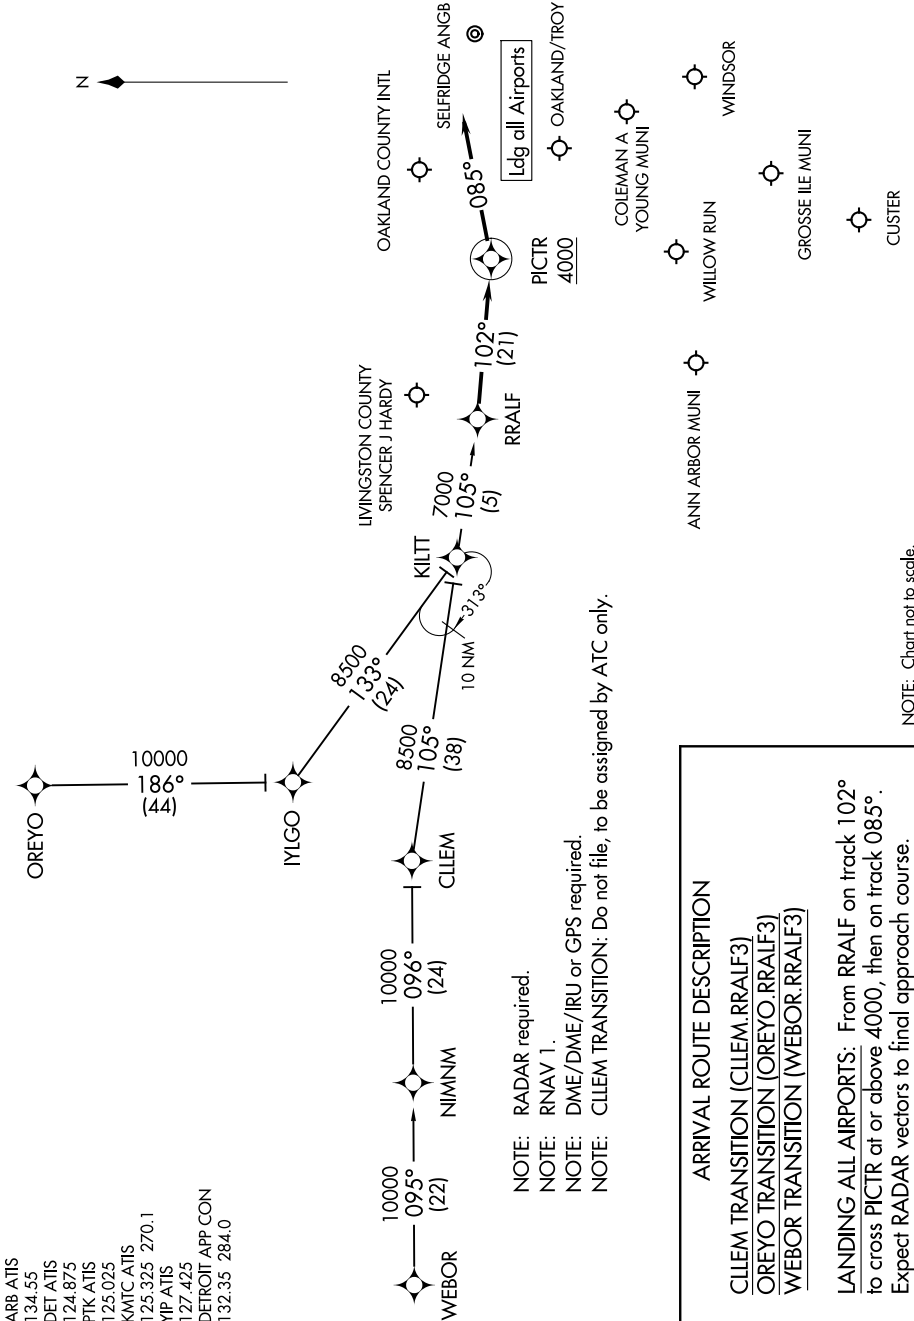 ARB ATIS
134.55
DET ATIS
124.875
PTK ATIS
125.025
KMTC ATIS
125.325 270.1
YIP ATIS
127.425
DETROIT APP CON
132.35 284.0
N
OREYO
10000
186°
(44)
IYLGO
8500
133°
(24)
WEBOR
10000
095°
(22)
NIMNM
10000
096°
(24)
CLLEM
8500
105°
(38)
10 NM
313°
KILTT
7000
105°
(5)
RRALF
102°
(21)
PICTR
4000
085°
Ldg all Airports
LIVINGSTON COUNTY
SPENCER J HARDY
OAKLAND COUNTY INTL
SELFRIDGE ANGB
OAKLAND/TROY
COLEMAN A
YOUNG MUNI
WINDSOR
WILLOW RUN
ANN ARBOR MUNI
GROSSE ILE MUNI
CUSTER
NOTE: RADAR required.
NOTE: RNAV 1.
NOTE: DME/DME/IRU or GPS required.
NOTE: CLLEM TRANSITION: Do not file, to be assigned by ATC only.
NOTE: Chart not to scale.
ARRIVAL ROUTE DESCRIPTION
CLLEM TRANSITION (CLLEM.RRALF3)
OREYO TRANSITION (OREYO.RRALF3)
WEBOR TRANSITION (WEBOR.RRALF3)
LANDING ALL AIRPORTS: From RRALF on track 102°
to cross PICTR at or above 4000, then on track 085°.
Expect RADAR vectors to final approach course.